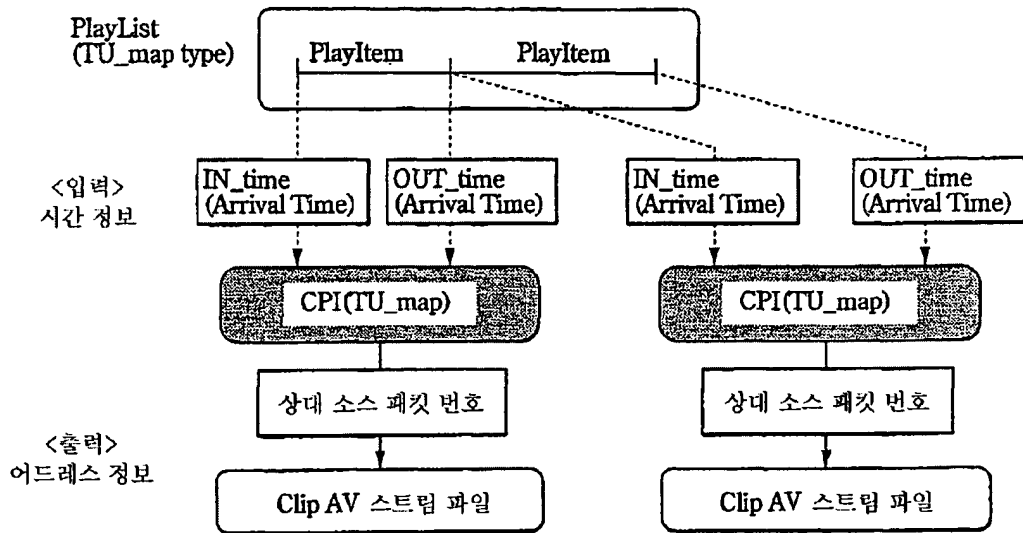 PlayList
(TU_map type)
PlayItem
PlayItem
<입력>
시간 정보
IN_time
(Arrival Time)
OUT_time
(Arrival Time)
IN_time
(Arrival Time)
OUT_time
(Arrival Time)
CPI(TU_map)
CPI(TU_map)
상대 소스 패킷 번호
상대 소스 패킷 번호
<출력>
어드레스 정보
Clip AV 스트림 파일
Clip AV 스트림 파일